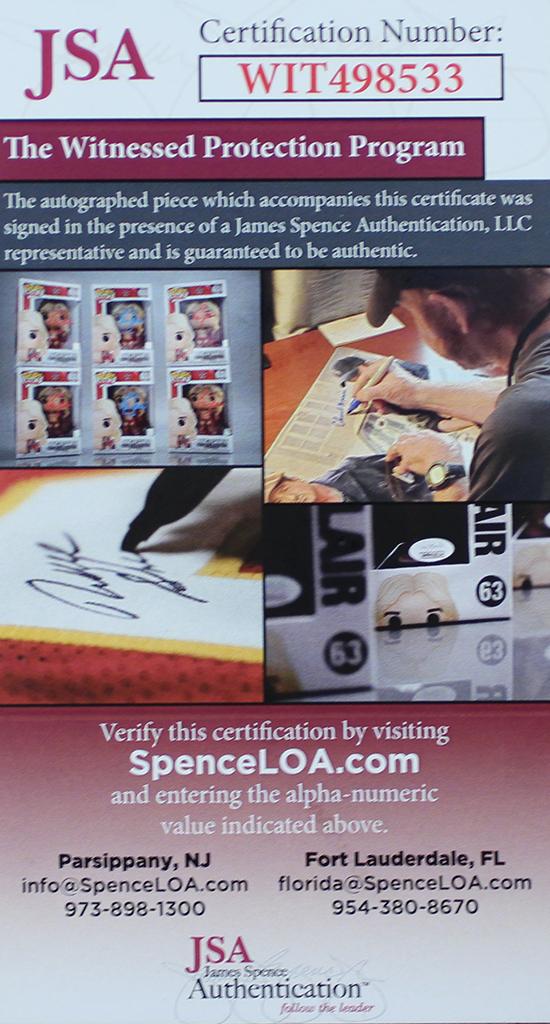 JSA
Certification Number:
WIT498533
The Witnessed Protection Program
The autographed piece which accompanies this certificate was
signed in the presence of a James Spence Authentication, LLC
representative and is guaranteed to be authentic.
LAIR
63
AIR
63
Verify this certification by visiting
SpenceLOA.com
and entering the alpha-numeric
value indicated above.
Parsippany, NJ
info@SpenceLOA.com
973-898-1300
Fort Lauderdale, FL
florida@SpenceLOA.com
954-380-8670
JSA
James Spence
Authentication™
follow the leader